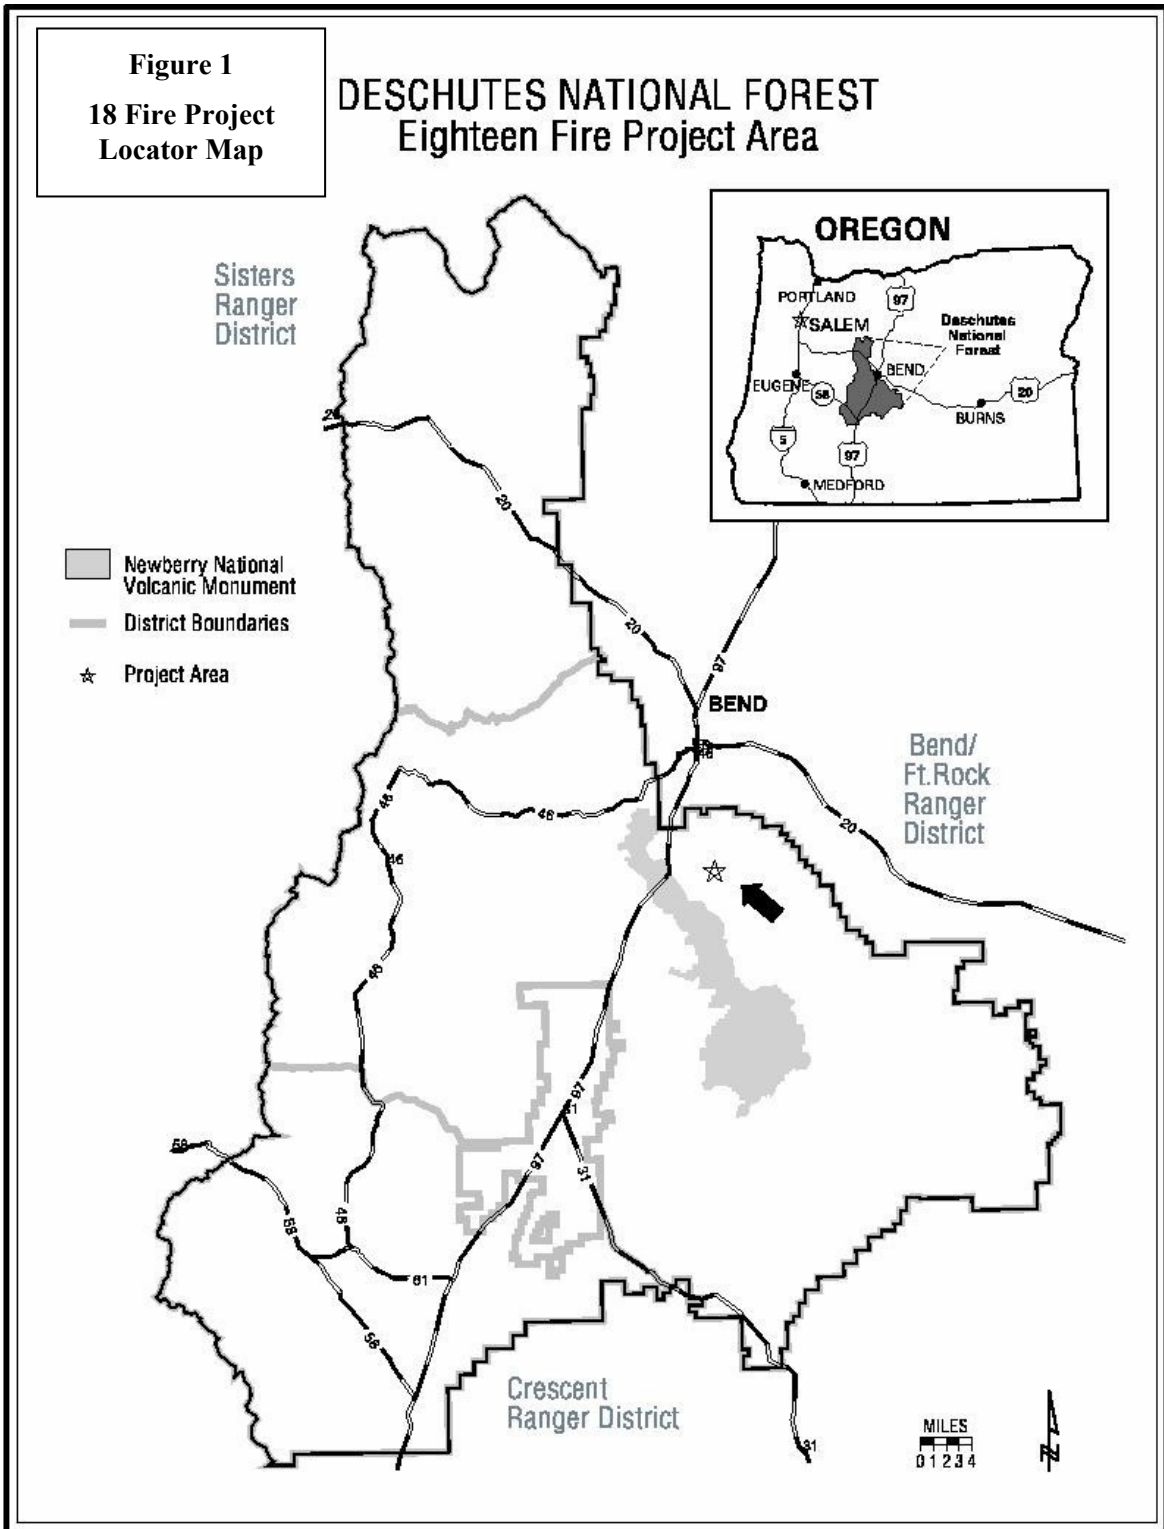 Figure 1
18 Fire Project
Locator Map
DESCHUTES NATIONAL FOREST
Eighteen Fire Project Area
Sisters
Ranger
District
OREGON
PORTLAND
97
SALEM
Deschutes
National
Forest
BEND
EUGENE
58
20
BURNS
5
97
MEDFORD
20
20
97
Newberry National
Volcanic Monument
District Boundaries
Project Area
BEND
Bend/
Ft.Rock
Ranger
District
46
46
46
46
20
97
31
97
31
58
58
46
61
58
Crescent
Ranger District
MILES
0 1 2 3 4
N
31